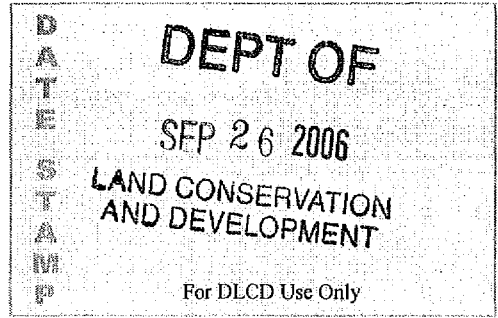 DATE STAMP
DEPT OF
SEP 26 2006
LAND CONSERVATION
AND DEVELOPMENT
For DLCD Use Only